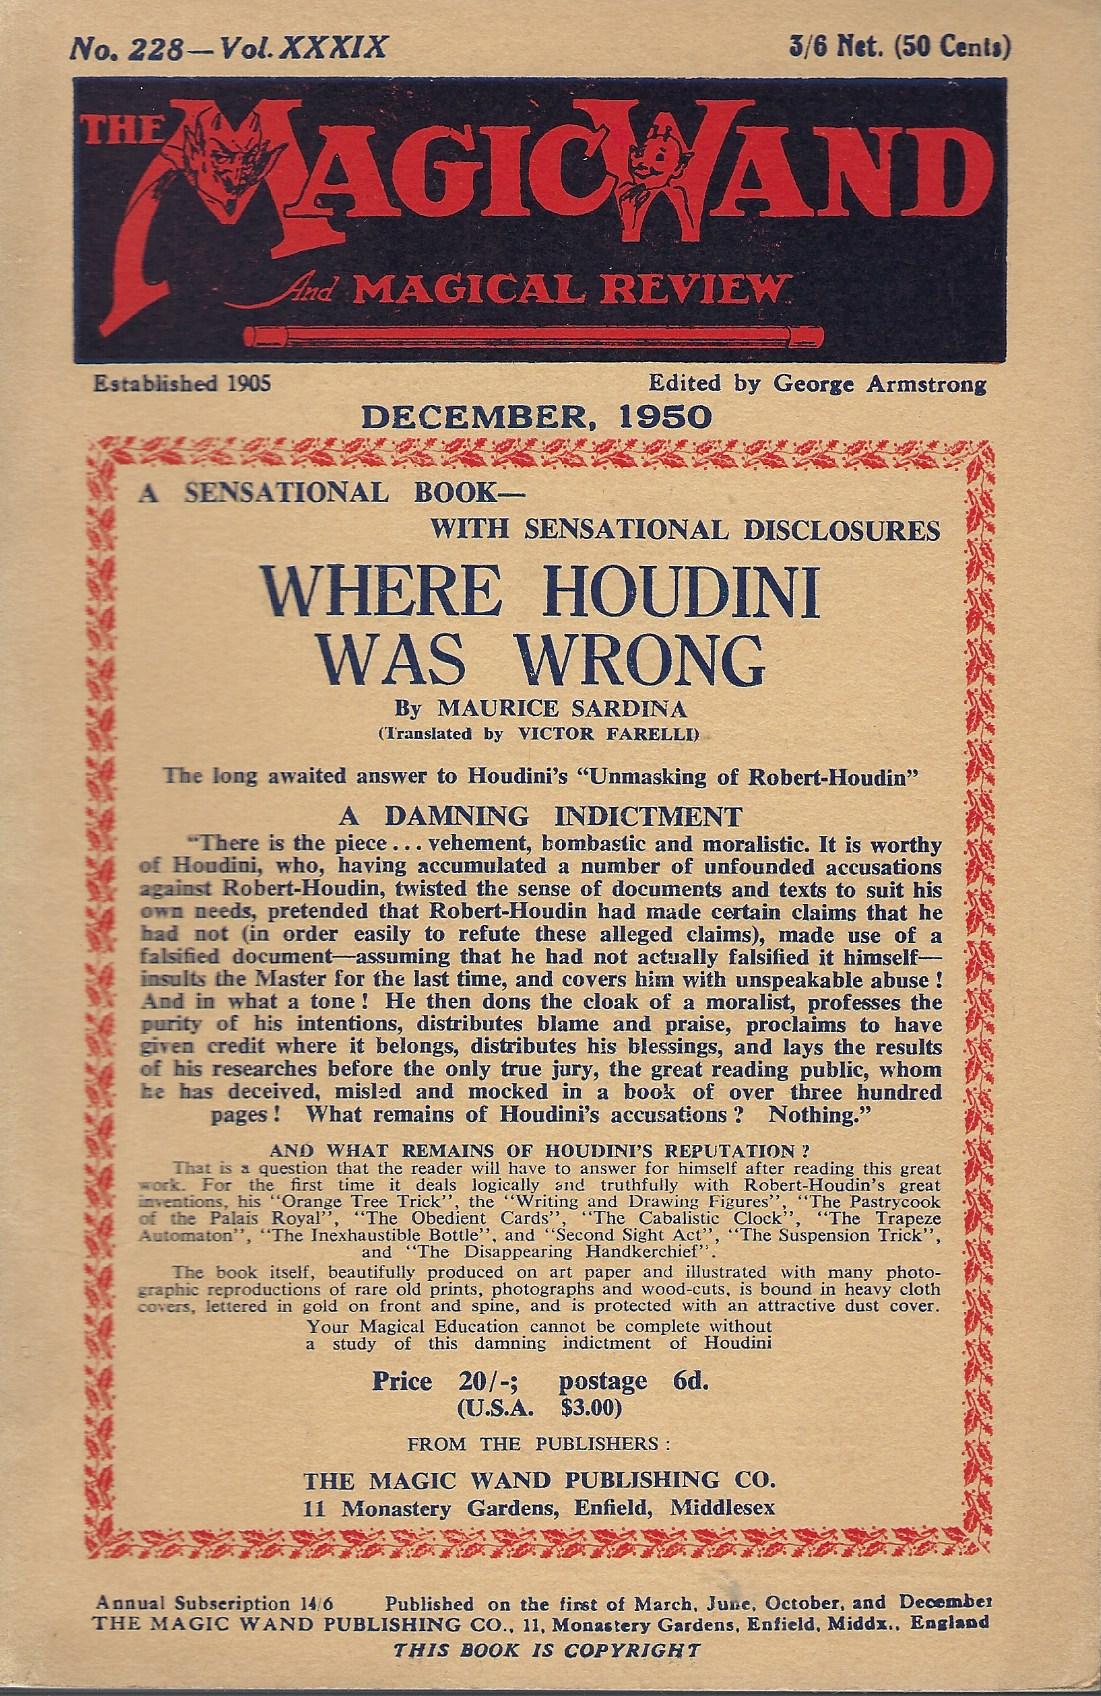 No. 228—Vol. XXXIX 3/6 Net. (50 Cents)
THE MAGIC WAND
And MAGICAL REVIEW
Established 1905 Edited by George Armstrong
DECEMBER, 1950
A SENSATIONAL BOOK—
WITH SENSATIONAL DISCLOSURES
WHERE HOUDINI
WAS WRONG
By MAURICE SARDINA
(Translated by VICTOR FARELLI)
The long awaited answer to Houdini's “Unmasking of Robert-Houdin”
A DAMNING INDICTMENT
“There is the piece... vehement, bombastic and moralistic. It is worthy
of Houdini, who, having accumulated a number of unfounded accusations
against Robert-Houdin, twisted the sense of documents and texts to suit his
own needs, pretended that Robert-Houdin had made certain claims that he
had not (in order easily to refute these alleged claims), made use of a
falsified document—assuming that he had not actually falsified it himself—
insults the Master for the last time, and covers him with unspeakable abuse !
And in what a tone ! He then dons the cloak of a moralist, professes the
purity of his intentions, distributes blame and praise, proclaims to have
given credit where it belongs, distributes his blessings, and lays the results
of his researches before the only true jury, the great reading public, whom
he has deceived, misled and mocked in a book of over three hundred
pages ! What remains of Houdini's accusations ? Nothing.”
AND WHAT REMAINS OF HOUDINI'S REPUTATION ?
That is a question that the reader will have to answer for himself after reading this great
work. For the first time it deals logically and truthfully with Robert-Houdin's great
inventions, his “Orange Tree Trick”, the “Writing and Drawing Figures”, “The Pastrycook
of the Palais Royal”, “The Obedient Cards”, “The Cabalistic Clock”, “The Trapeze
Automaton”, “The Inexhaustible Bottle”, and “Second Sight Act”, “The Suspension Trick”,
and “The Disappearing Handkerchief”.
The book itself, beautifully produced on art paper and illustrated with many photo-
graphic reproductions of rare old prints, photographs and wood-cuts, is bound in heavy cloth
covers, lettered in gold on front and spine, and is protected with an attractive dust cover.
Your Magical Education cannot be complete without
a study of this damning indictment of Houdini
Price 20/-; postage 6d.
(U.S.A. $3.00)
FROM THE PUBLISHERS :
THE MAGIC WAND PUBLISHING CO.
11 Monastery Gardens, Enfield, Middlesex
Annual Subscription 14/6 Published on the first of March, June, October, and December
THE MAGIC WAND PUBLISHING CO., 11, Monastery Gardens, Enfield, Middx., England
THIS BOOK IS COPYRIGHT